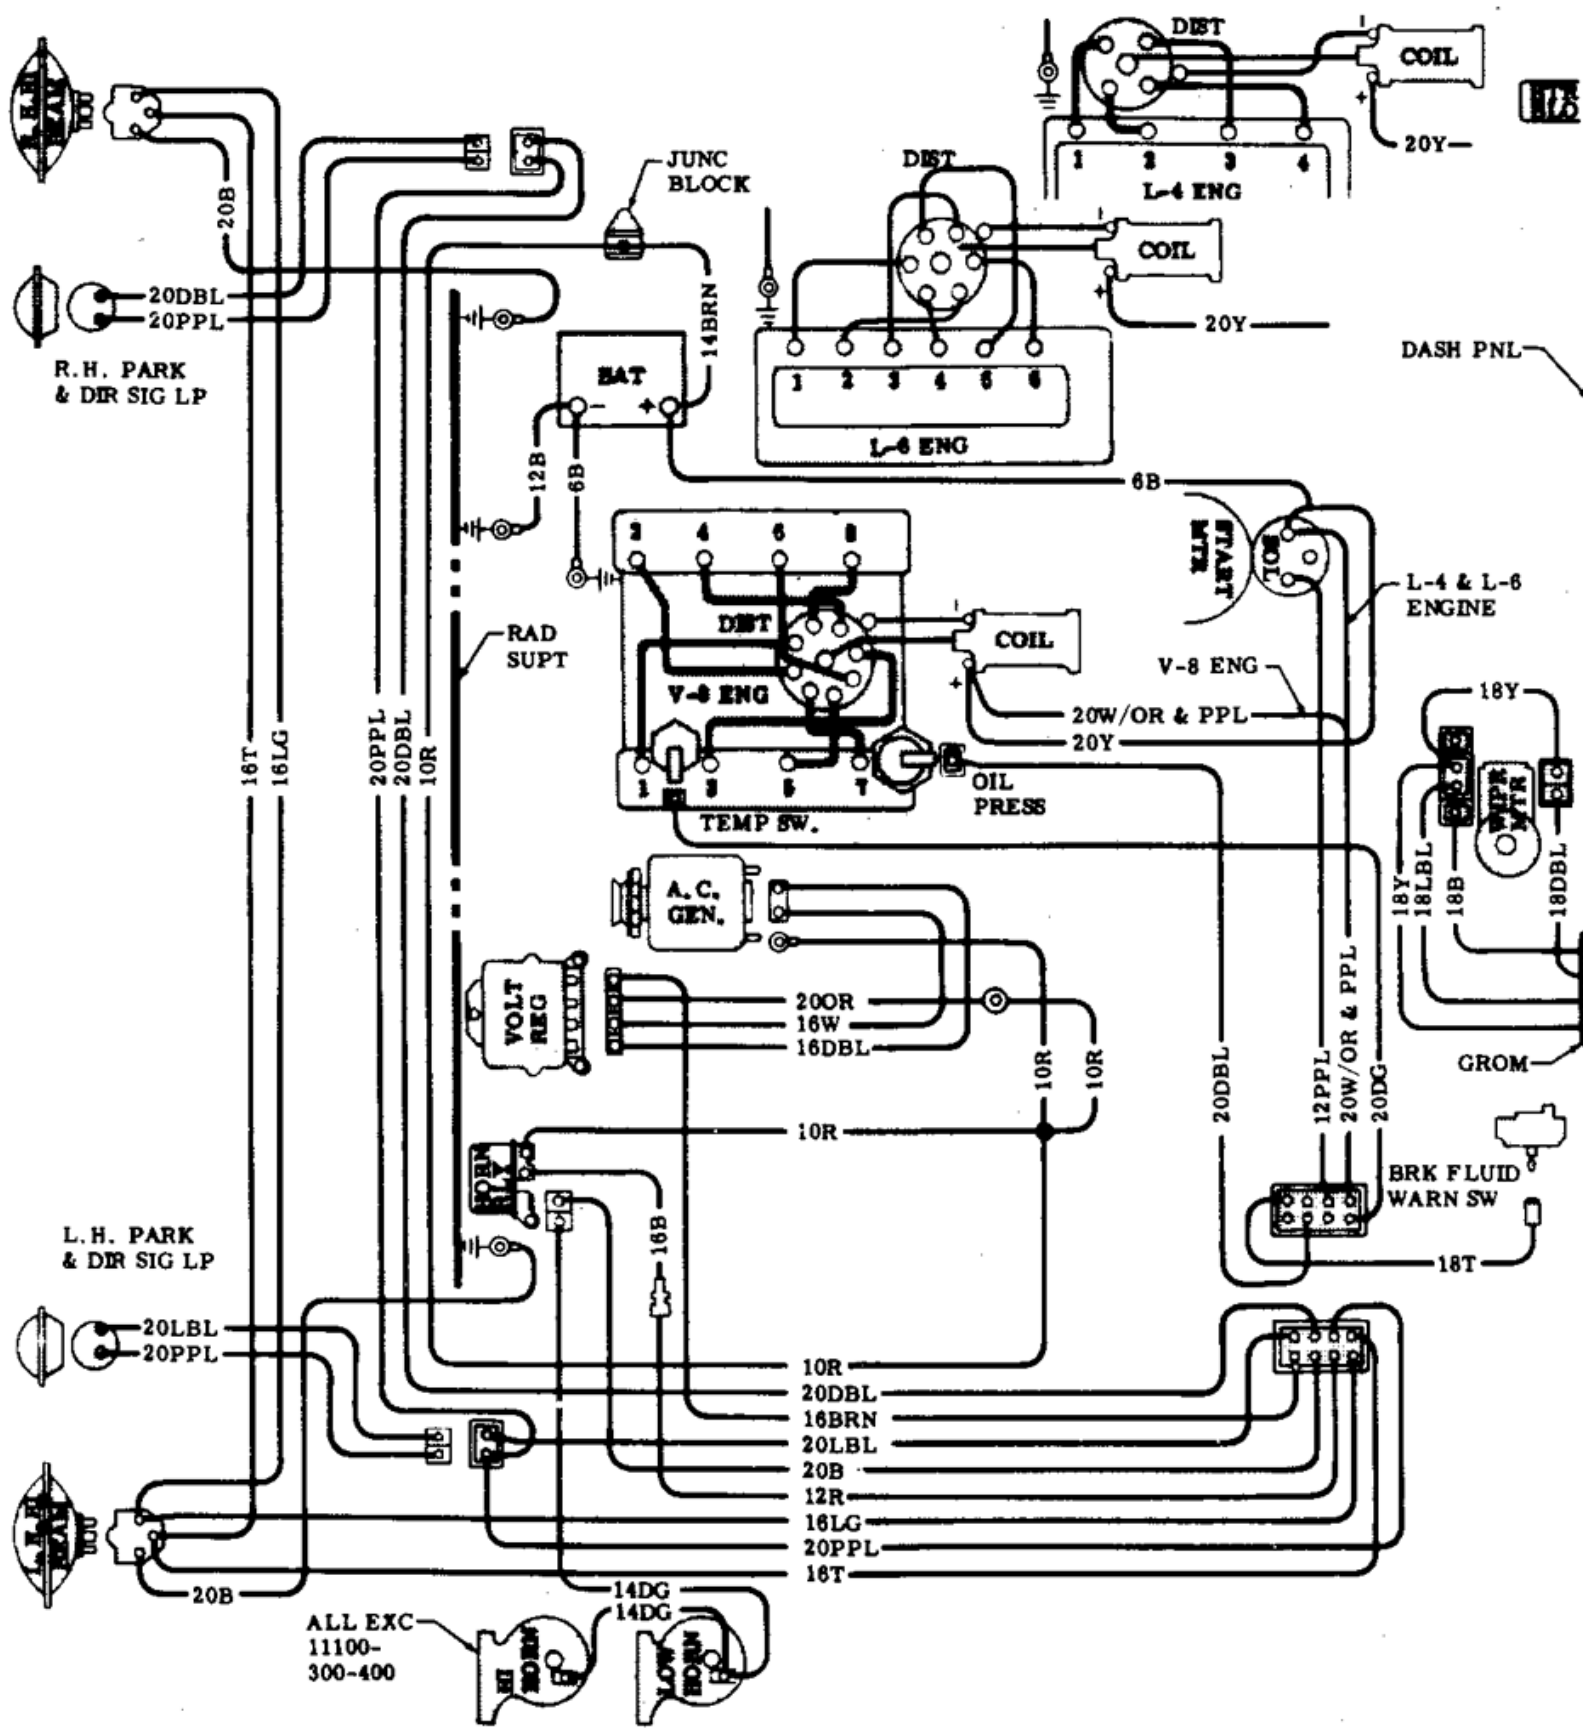 DIST
COIL
20Y
1 2 3 4
L-4 ENG
DIST
COIL
20Y
1 2 3 4 5 6
L-6 ENG
DASH PNL
JUNC
BLOCK
20B
20DBL
20PPL
R.H. PARK
& DIR SIG LP
14BRN
BAT
- +
12B
6B
6B
START
MTR
SOL
L-4 & L-6
ENGINE
V-8 ENG
RAD
SUPT
2 4 6 8
DIST
COIL
V-8 ENG
20W/OR & PPL
20Y
1 3 5 7
OIL
PRESS
TEMP SW.
16T
16LG
20PPL
20DBL
10R
18Y
WIPR
MTR
18Y
18LBL
18B
18DBL
GROM
A. C.
GEN.
VOLT
REG
20OR
16W
16DBL
10R
10R
20DBL
12PPL
20W/OR & PPL
20DG
10R
HORN
RLY
16B
BRK FLUID
WARN SW
18T
L.H. PARK
& DIR SIG LP
20LBL
20PPL
10R
20DBL
16BRN
20LBL
20B
12R
16LG
20PPL
16T
20B
14DG
14DG
ALL EXC
11100-
300-400
HI
HORN
LOW
HORN